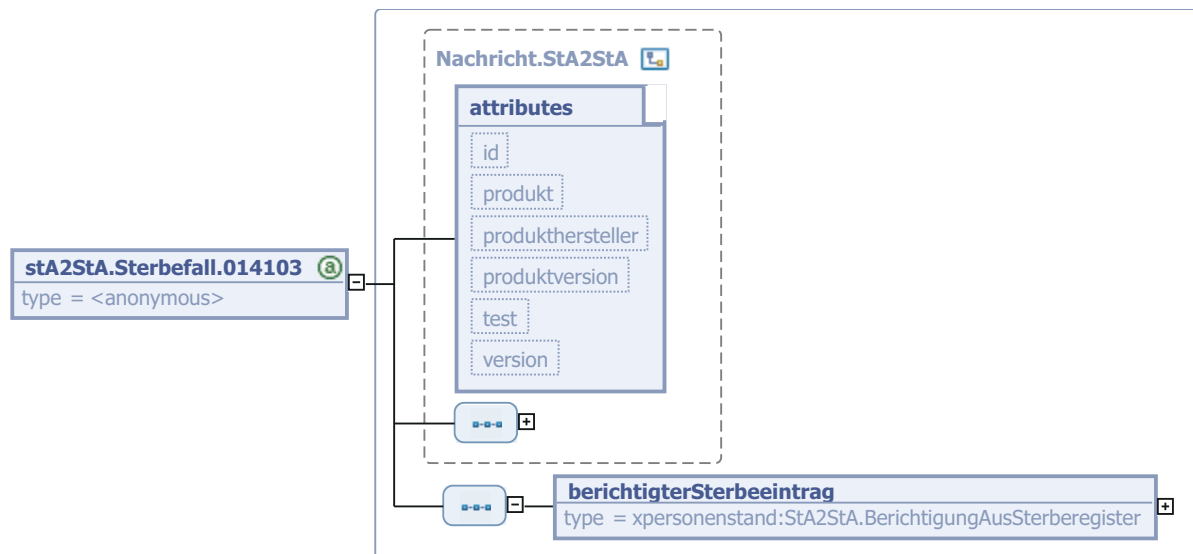 Nachricht.StA2StA
attributes
id
produkt
produkthersteller
produktversion
test
version
stA2StA.Sterbefall.014103 a
type = <anonymous>
berichtigterSterbeeintrag
type = xpersonenstand:StA2StA.BerichtigungAusSterberegister